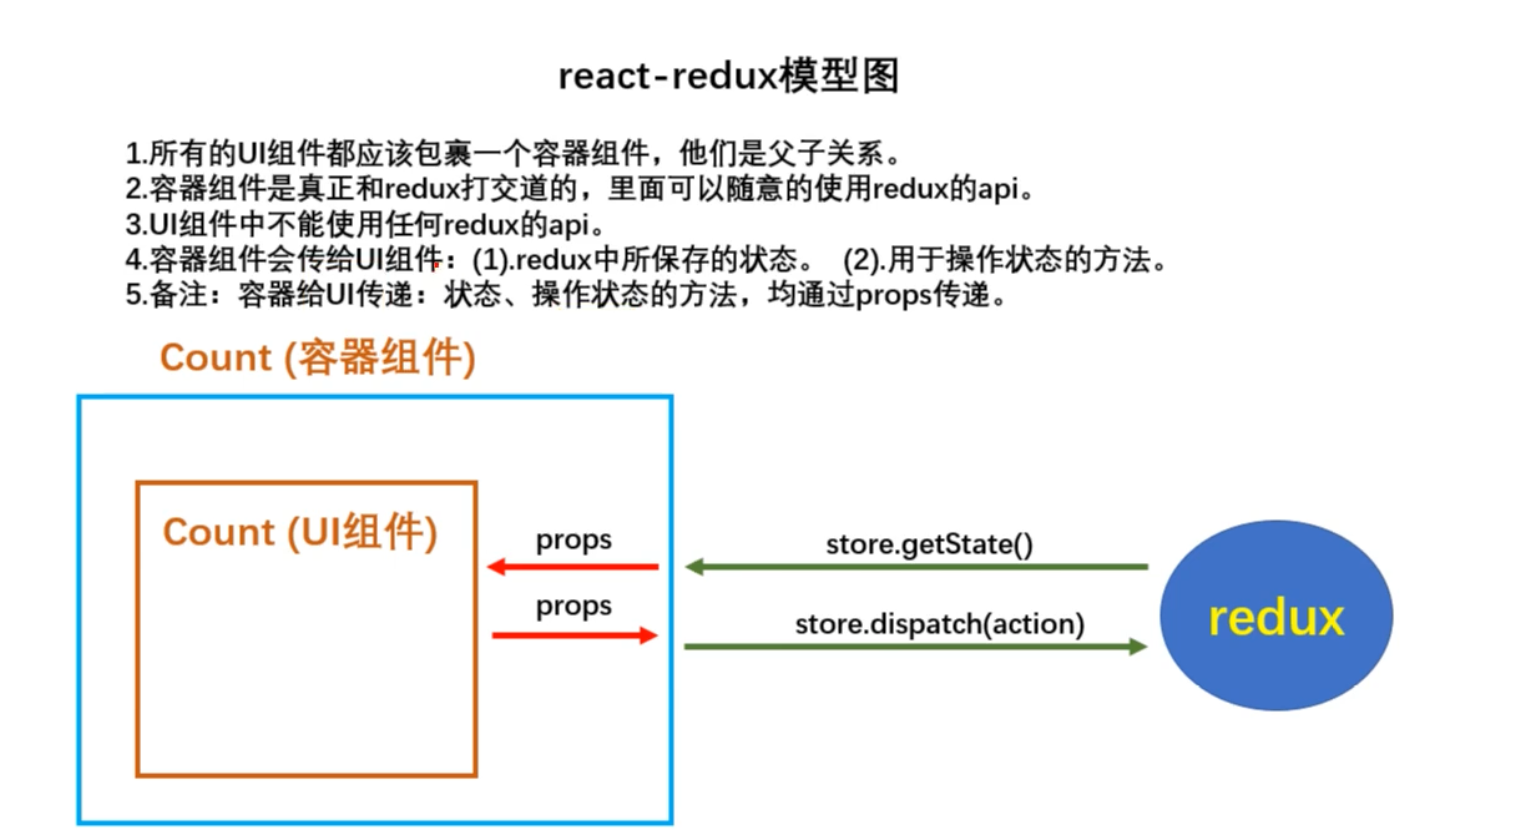 react-redux模型图
1.所有的UI组件都应该包裹一个容器组件，他们是父子关系。
2.容器组件是真正和redux打交道的，里面可以随意的使用redux的api。
3.UI组件中不能使用任何redux的api。
4.容器组件会传给UI组件：(1).redux中所保存的状态。 (2).用于操作状态的方法。
5.备注：容器给UI传递：状态、操作状态的方法，均通过props传递。
Count (容器组件)
Count (UI组件)
props
props
store.getState()
store.dispatch(action)
redux